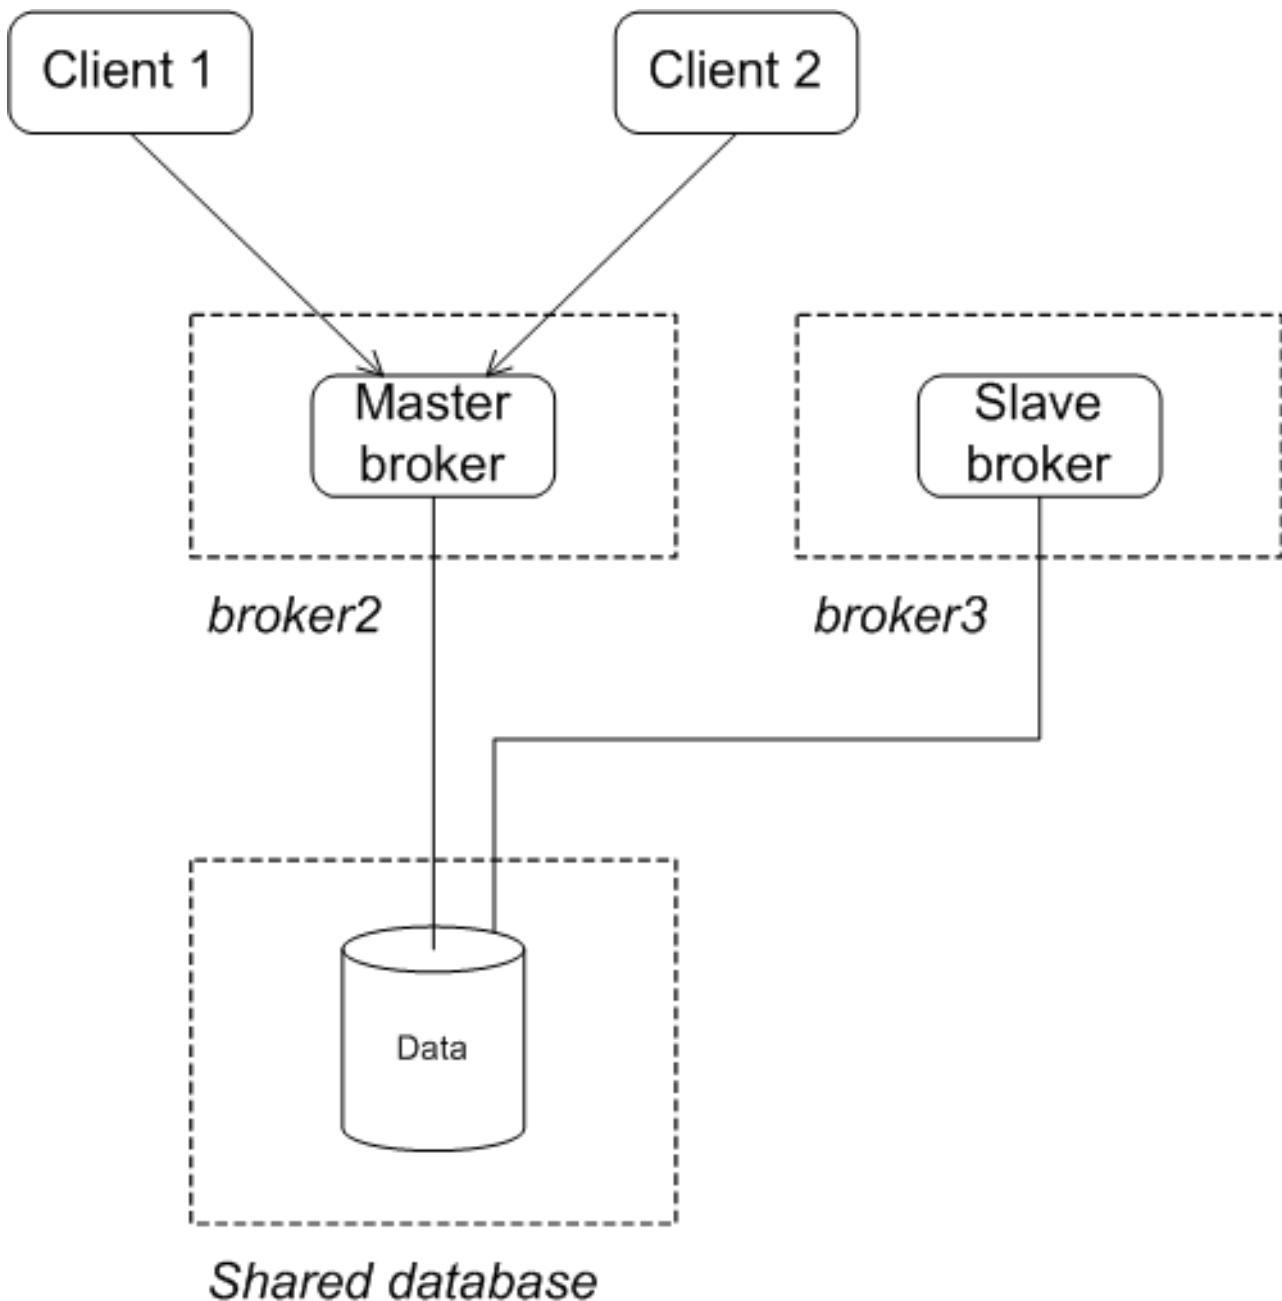 Client 1
Client 2
Master
broker
Slave
broker
broker2
broker3
Data
Shared database